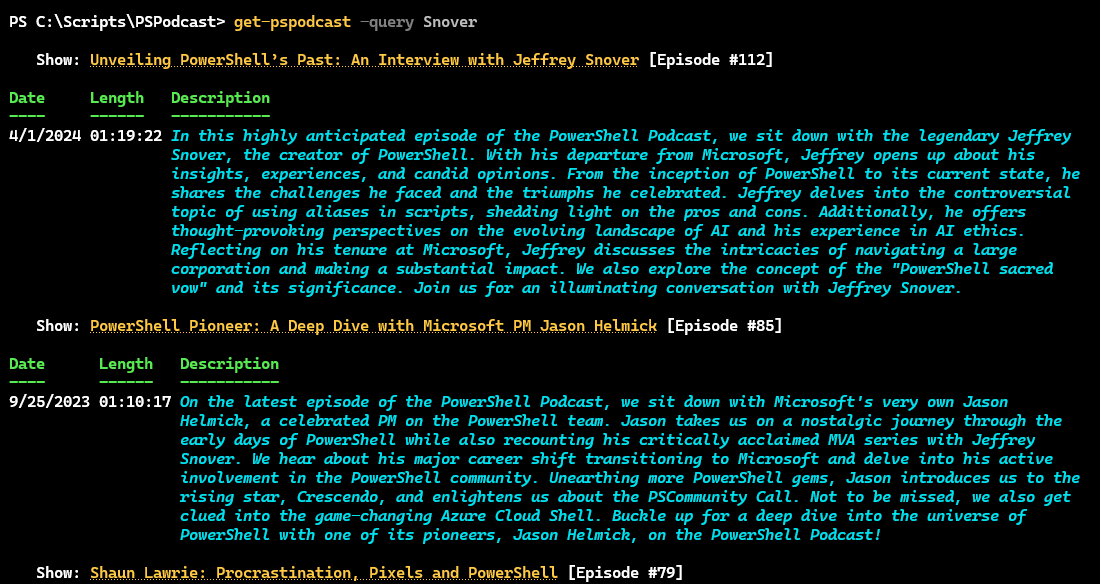 PS C:\Scripts\PSPodcast> get-pspodcast -query Snover
Show: Unveiling PowerShell’s Past: An Interview with Jeffrey Snover [Episode #112]
Date Length Description
---- ------ -----------
4/1/2024 01:19:22 In this highly anticipated episode of the PowerShell Podcast, we sit down with the legendary Jeffrey
Snover, the creator of PowerShell. With his departure from Microsoft, Jeffrey opens up about his
insights, experiences, and candid opinions. From the inception of PowerShell to its current state, he
shares the challenges he faced and the triumphs he celebrated. Jeffrey delves into the controversial
topic of using aliases in scripts, shedding light on the pros and cons. Additionally, he offers
thought-provoking perspectives on the evolving landscape of AI and his experience in AI ethics.
Reflecting on his tenure at Microsoft, Jeffrey discusses the intricacies of navigating a large
corporation and making a substantial impact. We also explore the concept of the "PowerShell sacred
vow" and its significance. Join us for an illuminating conversation with Jeffrey Snover.
Show: PowerShell Pioneer: A Deep Dive with Microsoft PM Jason Helmick [Episode #85]
Date Length Description
---- ------ -----------
9/25/2023 01:10:17 On the latest episode of the PowerShell Podcast, we sit down with Microsoft's very own Jason
Helmick, a celebrated PM on the PowerShell team. Jason takes us on a nostalgic journey through the
early days of PowerShell while also recounting his critically acclaimed MVA series with Jeffrey
Snover. We hear about his major career shift transitioning to Microsoft and delve into his active
involvement in the PowerShell community. Unearthing more PowerShell gems, Jason introduces us to the
rising star, Crescendo, and enlightens us about the PSCommunity Call. Not to be missed, we also get
clued into the game-changing Azure Cloud Shell. Buckle up for a deep dive into the universe of
PowerShell with one of its pioneers, Jason Helmick, on the PowerShell Podcast!
Show: Shaun Lawrie: Procrastination, Pixels and PowerShell [Episode #79]